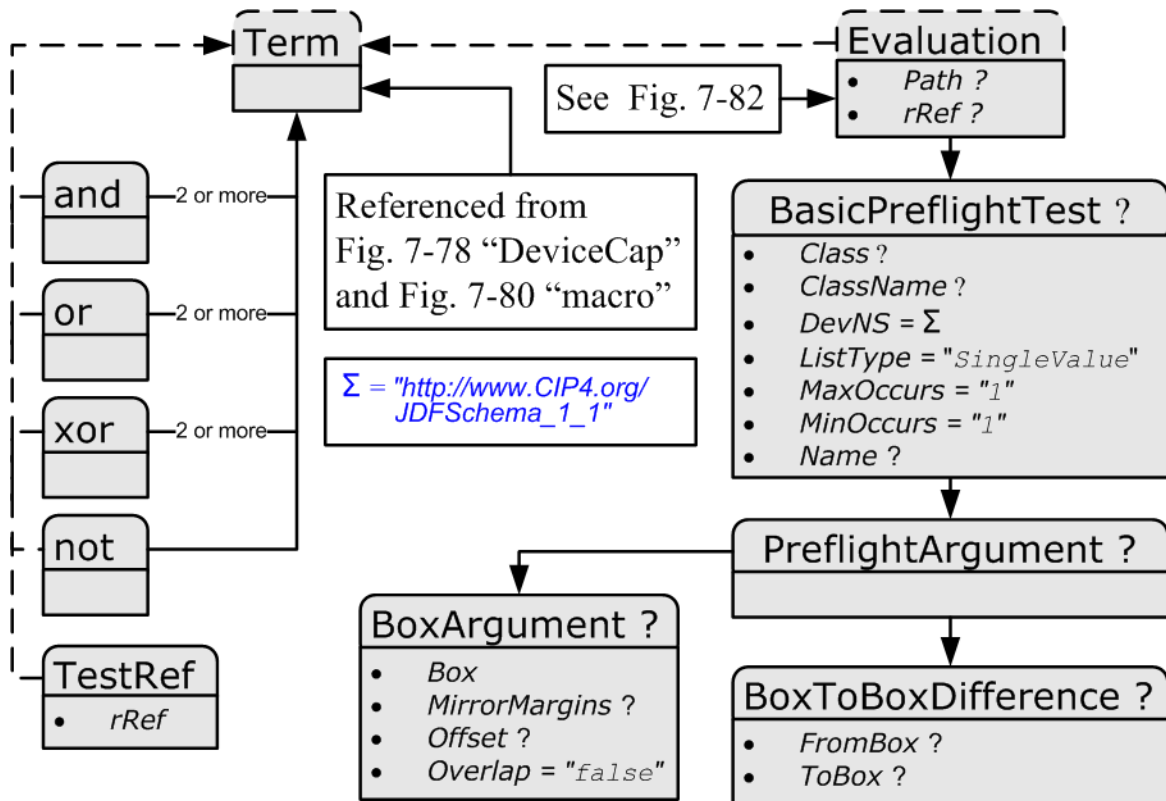 Term
Evaluation
• Path ?
• rRef ?
See Fig. 7-82
and
2 or more
or
2 or more
xor
2 or more
not
TestRef
• rRef
Referenced from
Fig. 7-78 “DeviceCap”
and Fig. 7-80 “macro”
Σ = "http://www.CIP4.org/
JDFSchema_1_1"
BasicPreflightTest ?
• Class ?
• ClassName ?
• DevNS = Σ
• ListType = "SingleValue"
• MaxOccurs = "1"
• MinOccurs = "1"
• Name ?
PreflightArgument ?
BoxArgument ?
• Box
• MirrorMargins ?
• Offset ?
• Overlap = "false"
BoxToBoxDifference ?
• FromBox ?
• ToBox ?